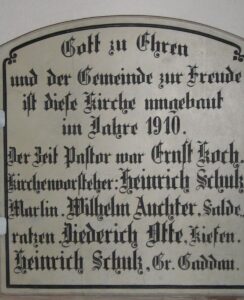 Gott zu Ehren
und der Gemeinde zur Freude
ist diese Kirche umgebaut
im Jahre 1910.
Der Zeit Pastor war Ernst Koch.
Kirchenvorsteher: Heinrich Schulz
Marlin. Wilhelm Auchter. Salde
ratzen Diederich Otte. Kiefen.
Heinrich Schulz, Gr. Gaddau.